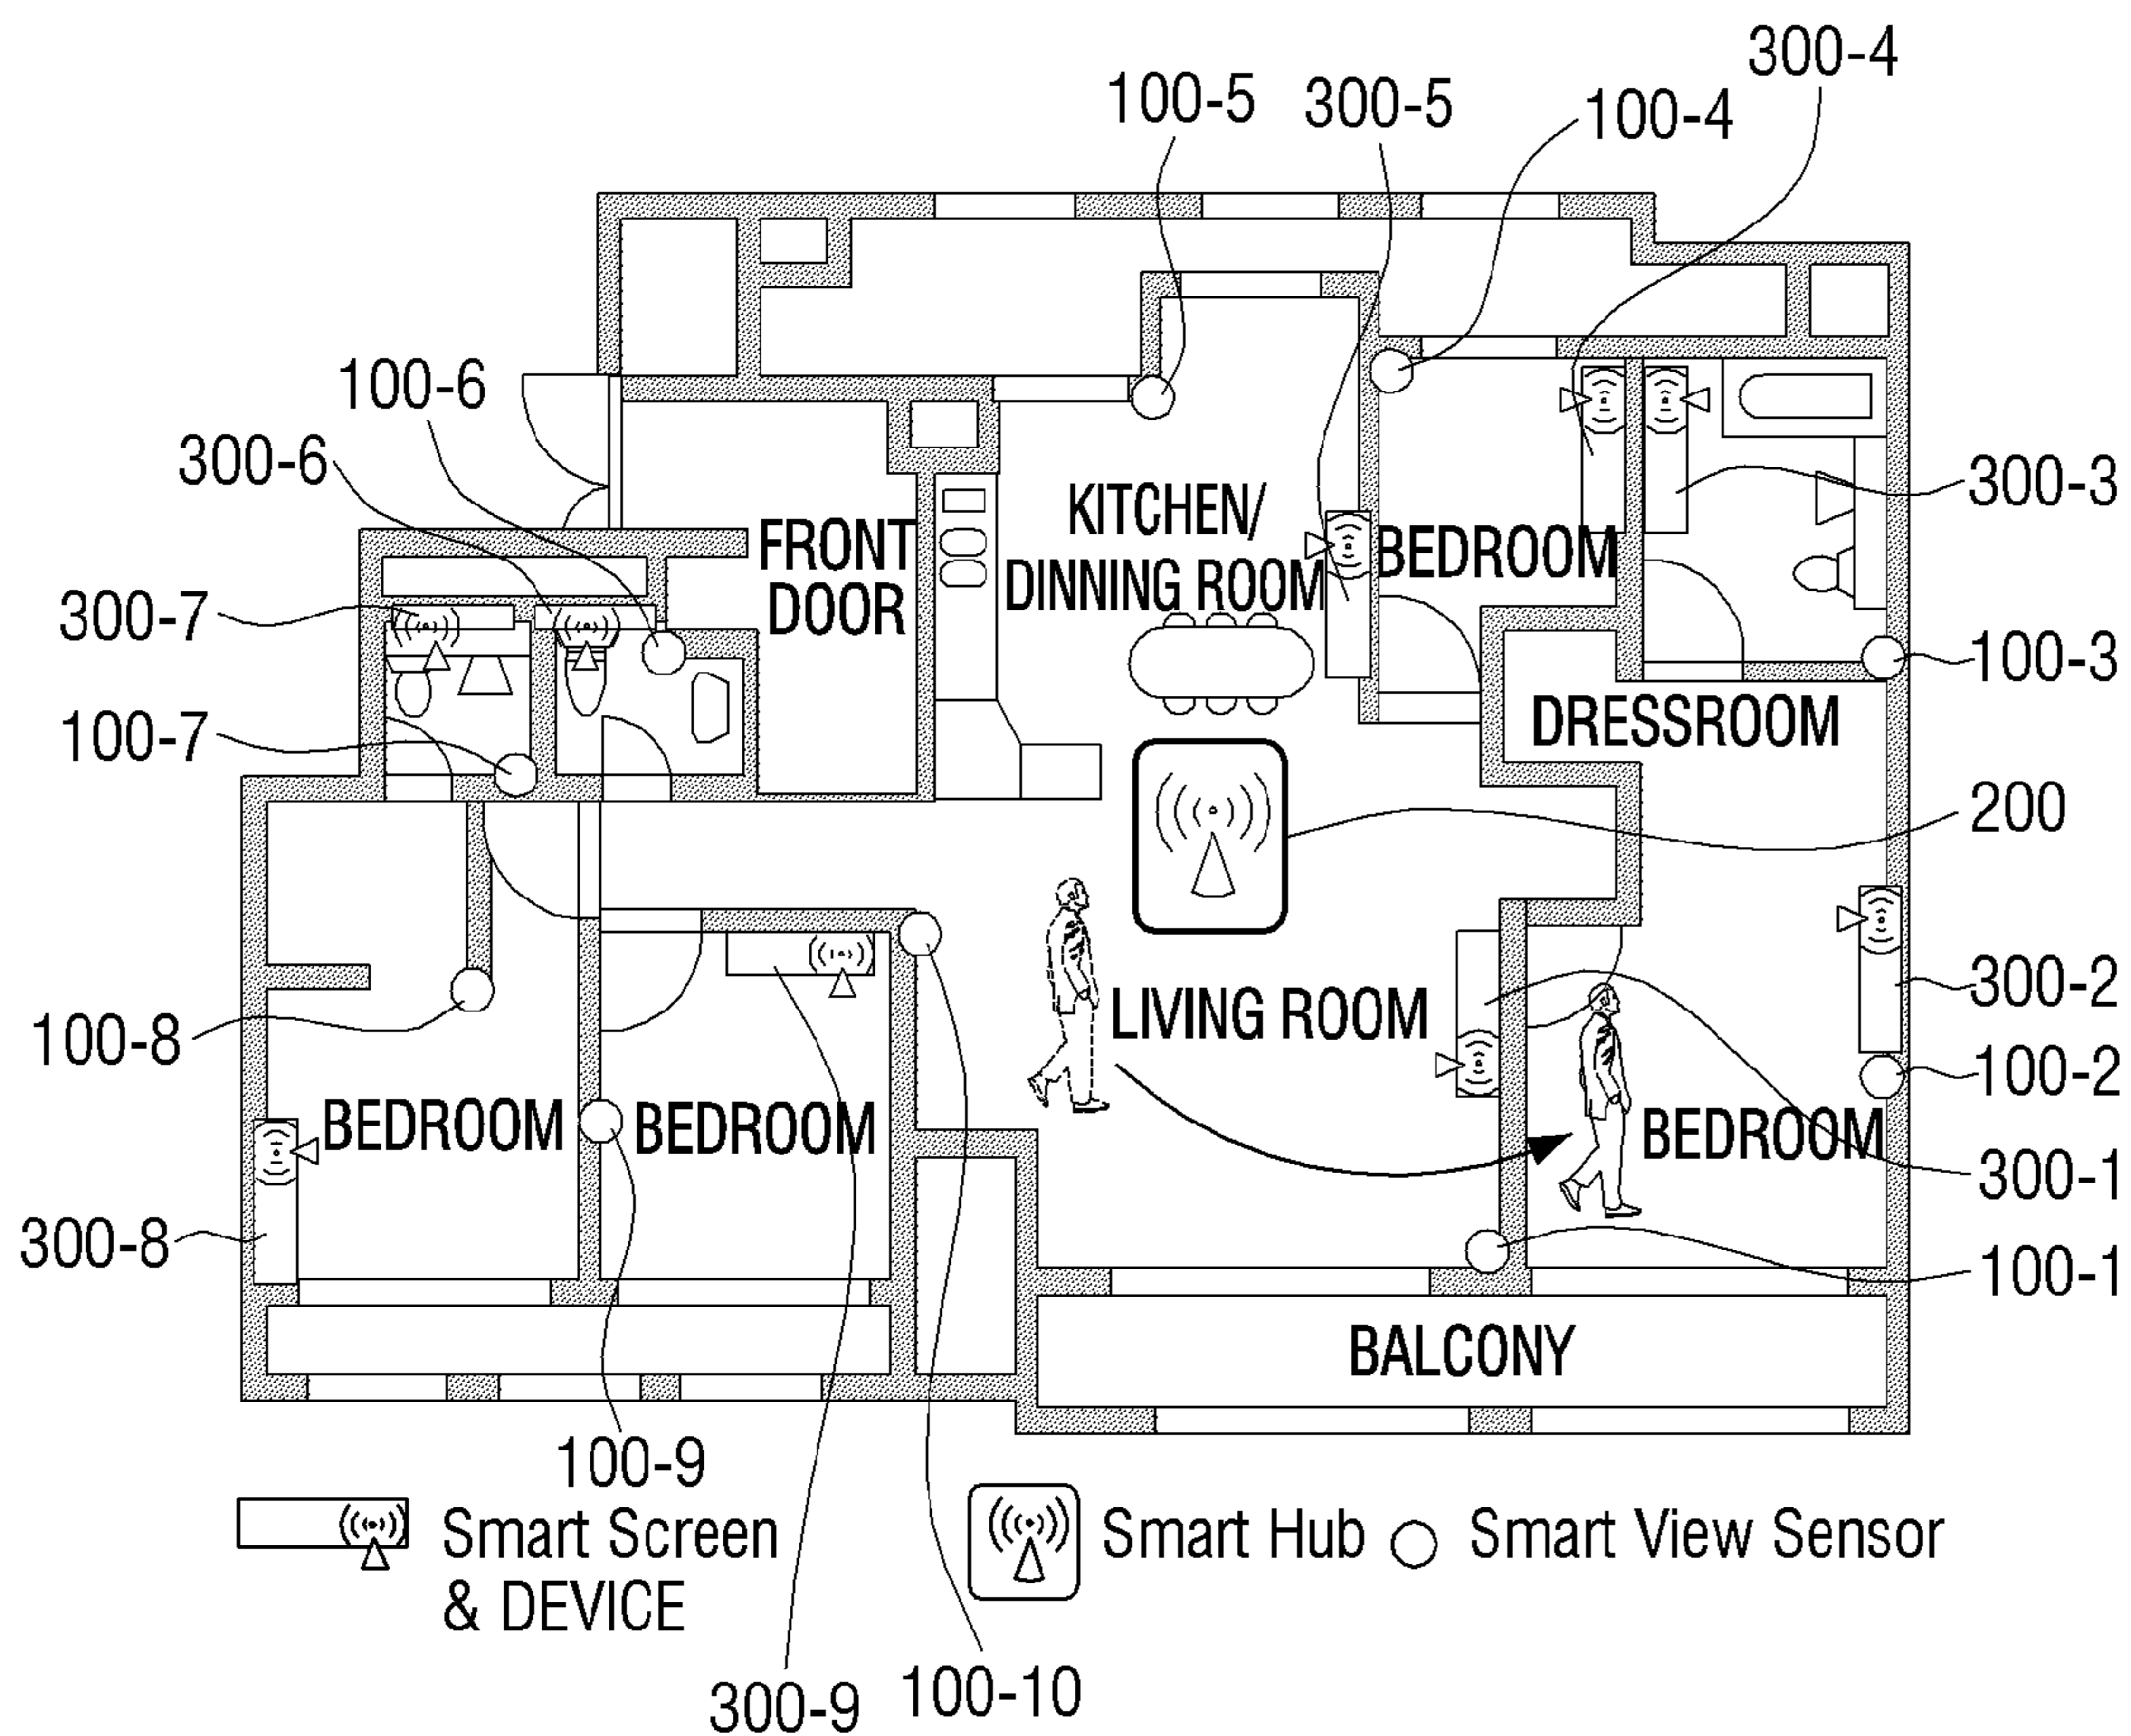 300-4
100-5
300-5
100-4
100-6
300-6
KITCHEN/
DINNING ROOM
FRONT
DOOR
BEDROOM
300-3
300-7
100-3
100-7
DRESSROOM
200
300-2
LIVING ROOM
100-8
100-2
BEDROOM
BEDROOM
BEDROOM
300-1
300-8
100-1
BALCONY
100-9
Smart Screen
& DEVICE
Smart Hub
Smart View Sensor
300-9
100-10